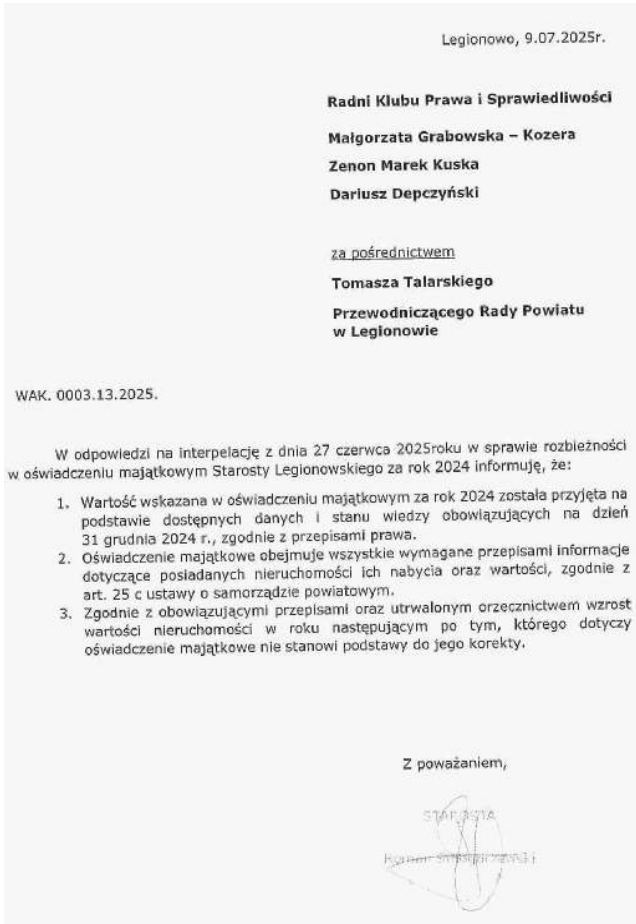 Legionowo, 9.07.2025r.
Radni Klubu Prawa i Sprawiedliwości
Małgorzata Grabowska – Kozera
Zenon Marek Kuska
Dariusz Depczyński
za pośrednictwem
Tomasza Talarskiego
Przewodniczącego Rady Powiatu
w Legionowie
WAK. 0003.13.2025.
W odpowiedzi na interpelację z dnia 27 czerwca 2025roku w sprawie rozbieżności
w oświadczeniu majątkowym Starosty Legionowskiego za rok 2024 informuję, że:
1. Wartość wskazana w oświadczeniu majątkowym za rok 2024 została przyjęta na
podstawie dostępnych danych i stanu wiedzy obowiązujących na dzień
31 grudnia 2024 r., zgodnie z przepisami prawa.
2. Oświadczenie majątkowe obejmuje wszystkie wymagane przepisami informacje
dotyczące posiadanych nieruchomości ich nabycia oraz wartości, zgodnie z
art. 25 c ustawy o samorządzie powiatowym.
3. Zgodnie z obowiązującymi przepisami oraz utrwalonym orzecznictwem wzrost
wartości nieruchomości w roku następującym po tym, którego dotyczy
oświadczenie majątkowe nie stanowi podstawy do jego korekty.
Z poważaniem,
STAROSTA
Roman